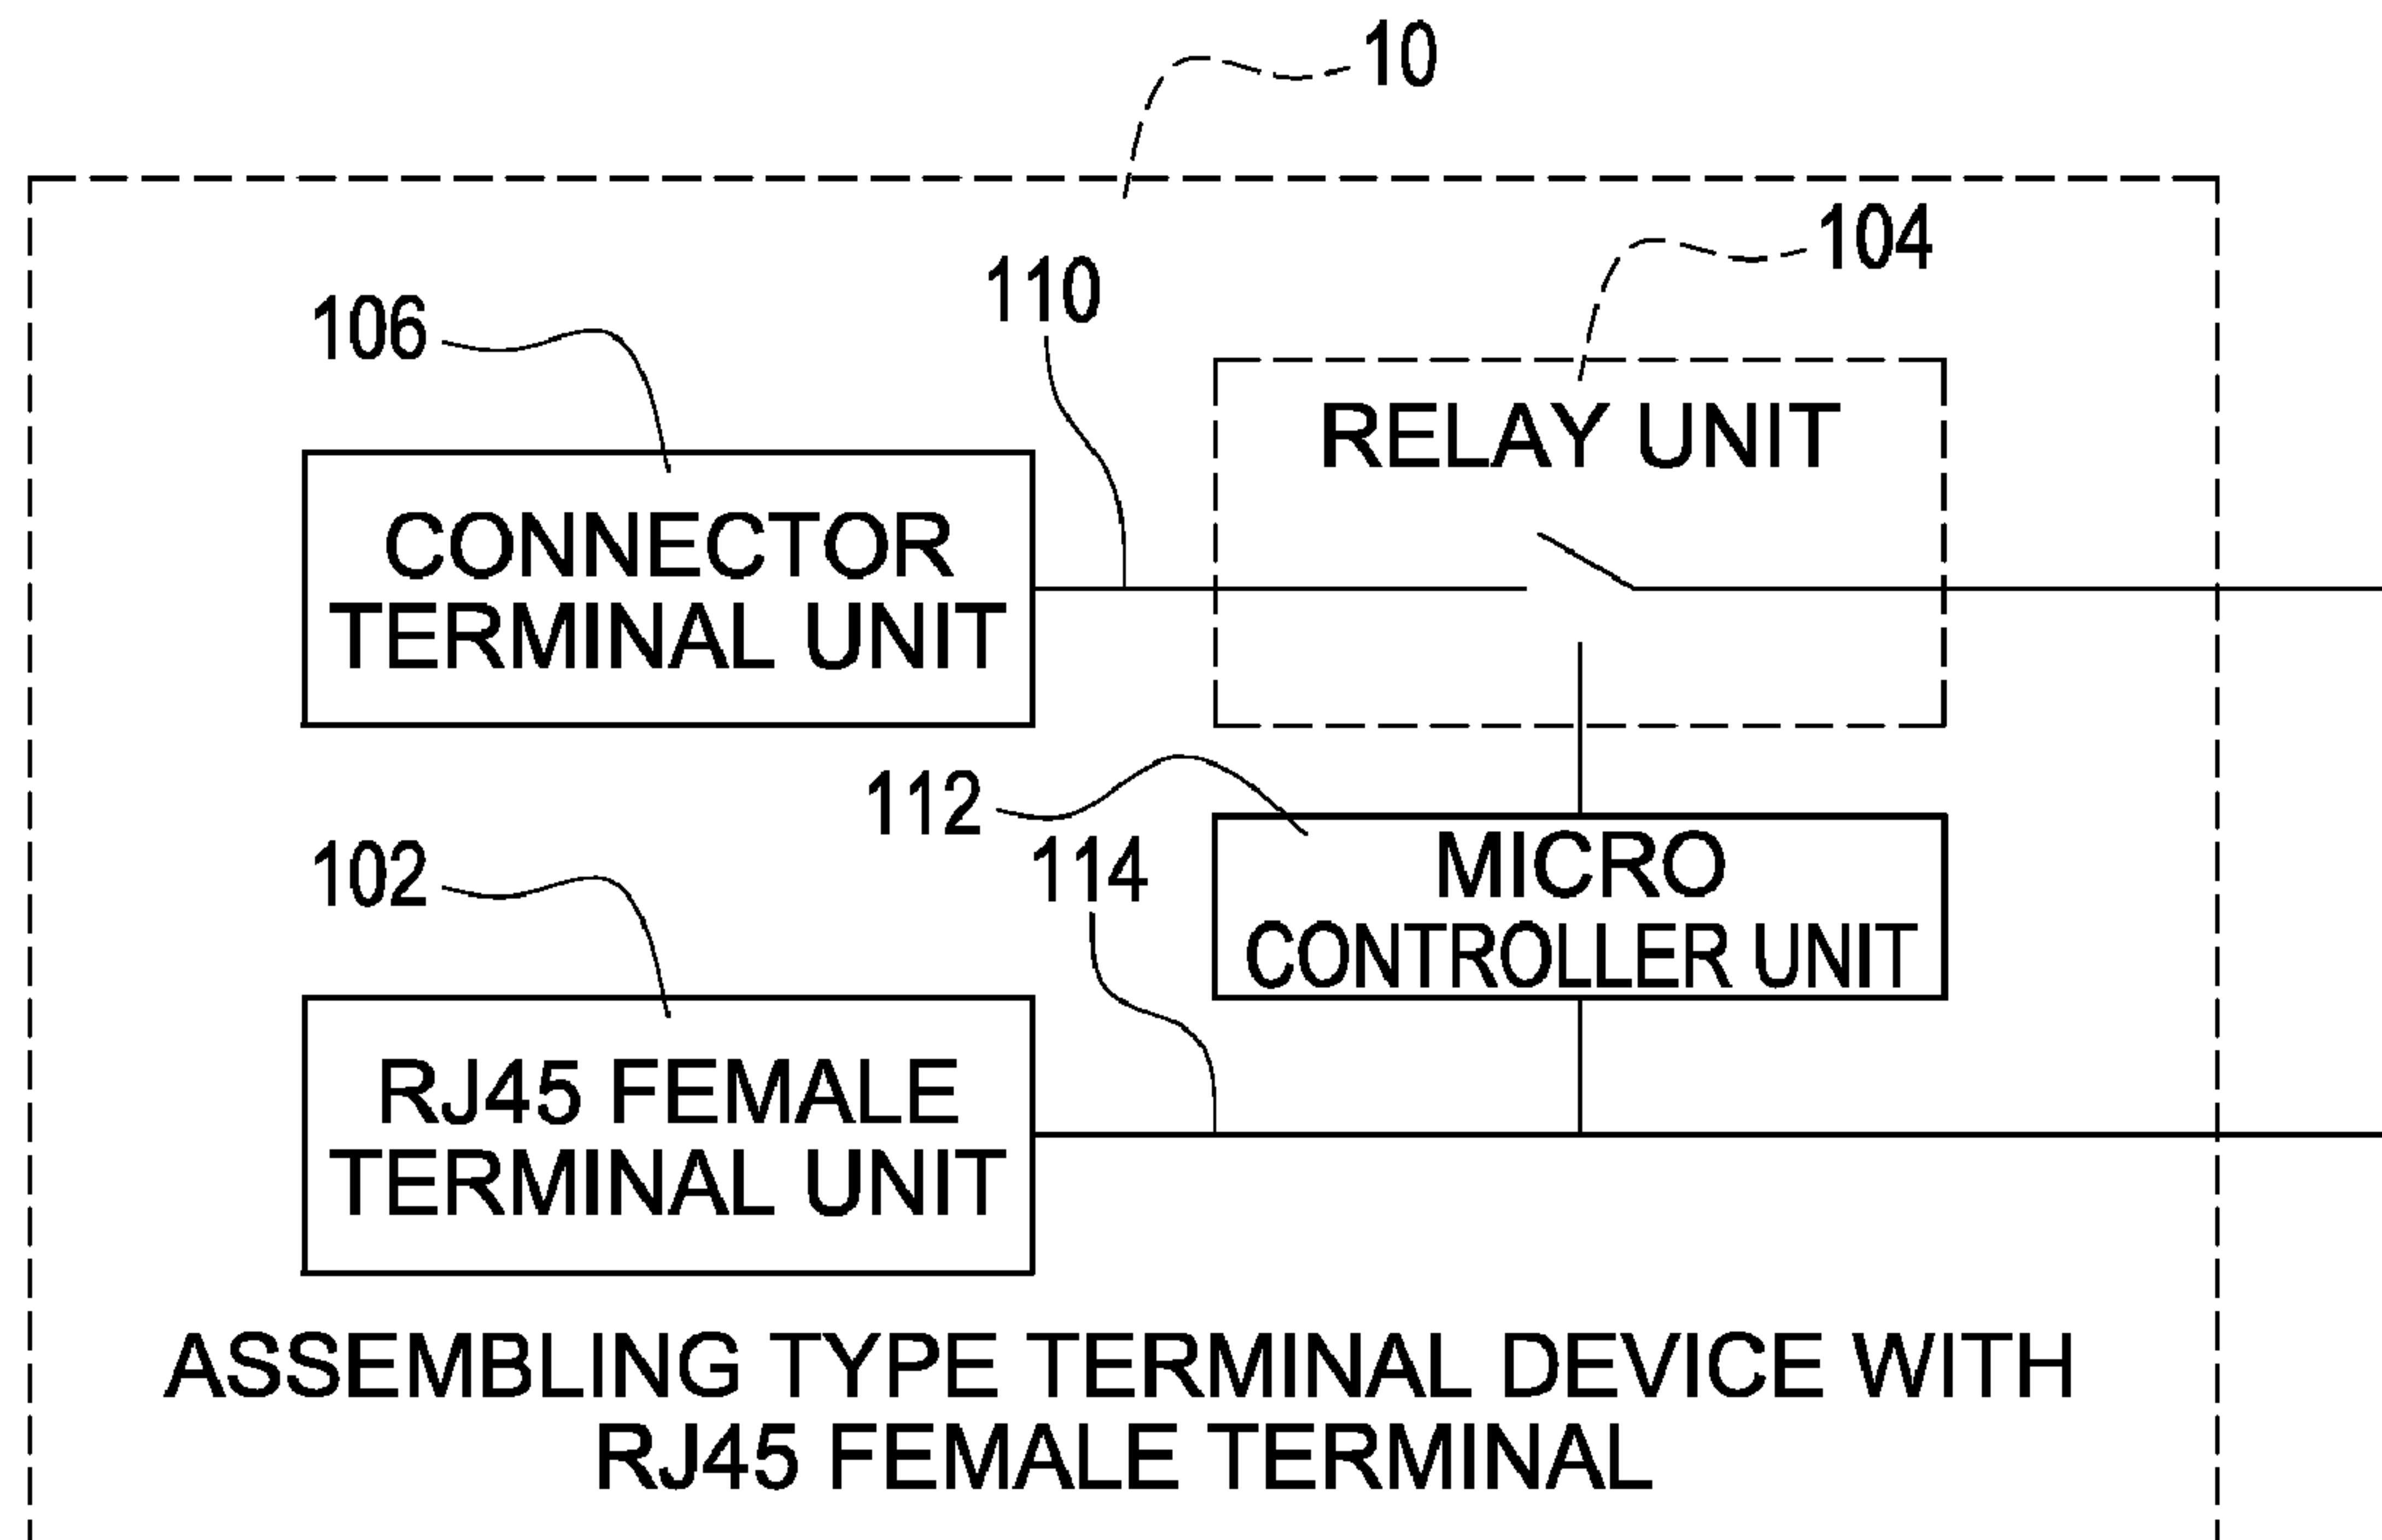 10
104
110
106
RELAY UNIT
CONNECTOR
TERMINAL UNIT
112
MICRO
CONTROLLER UNIT
114
102
RJ45 FEMALE
TERMINAL UNIT
ASSEMBLING TYPE TERMINAL DEVICE WITH
RJ45 FEMALE TERMINAL